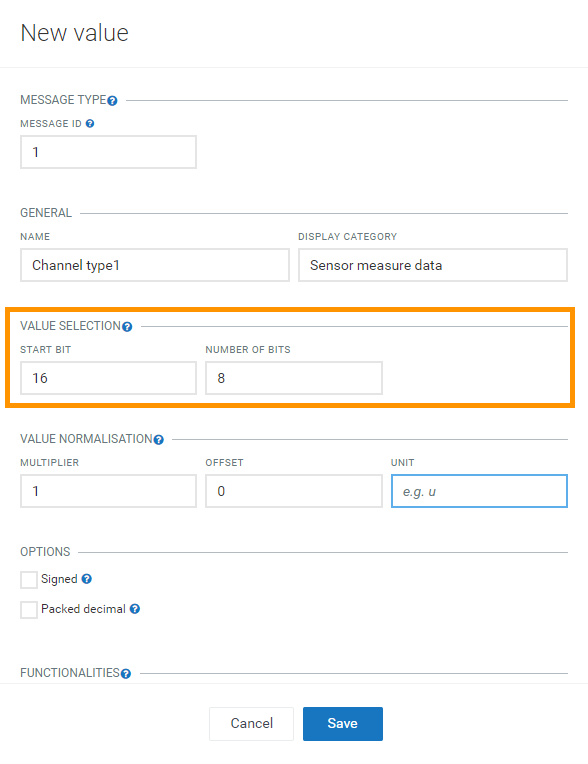 New value
MESSAGE TYPE?
MESSAGE ID ?
1
GENERAL
NAME DISPLAY CATEGORY
Channel type1 Sensor measure data
VALUE SELECTION?
START BIT NUMBER OF BITS
16 8
VALUE NORMALISATION?
MULTIPLIER OFFSET UNIT
1 0 e.g. u
OPTIONS
Signed ?
Packed decimal ?
FUNCTIONALITIES?
Cancel Save